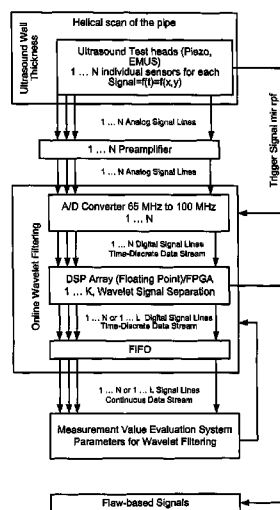 Helical scan of the pipe
Ultrasound Wall
Thickness
Ultrasound Test heads (Piezo,
EMUS)
1 ... N individual sensors for each
Signal=f(t)=f(x,y)
1 ... N Analog Signal Lines
1 ... N Preamplifier
1 ... N Analog Signal Lines
Trigger Signal mir rpf
Online Wavelet Filtering
A/D Converter 65 MHz to 100 MHz
1 ... N
1 ... N Digital Signal Lines
Time-Discrete Data Stream
DSP Array (Floating Point)/FPGA
1 ... K, Wavelet Signal Separation
1 ... N or 1 ... L Digital Signal Lines
Time-Discrete Data Stream
FIFO
1 ... N or 1 ... L Digital Signal Lines
Continuous Data Stream
Measurement Value Evaluation System
Parameters for Wavelet Filtering
Flaw-based Signals